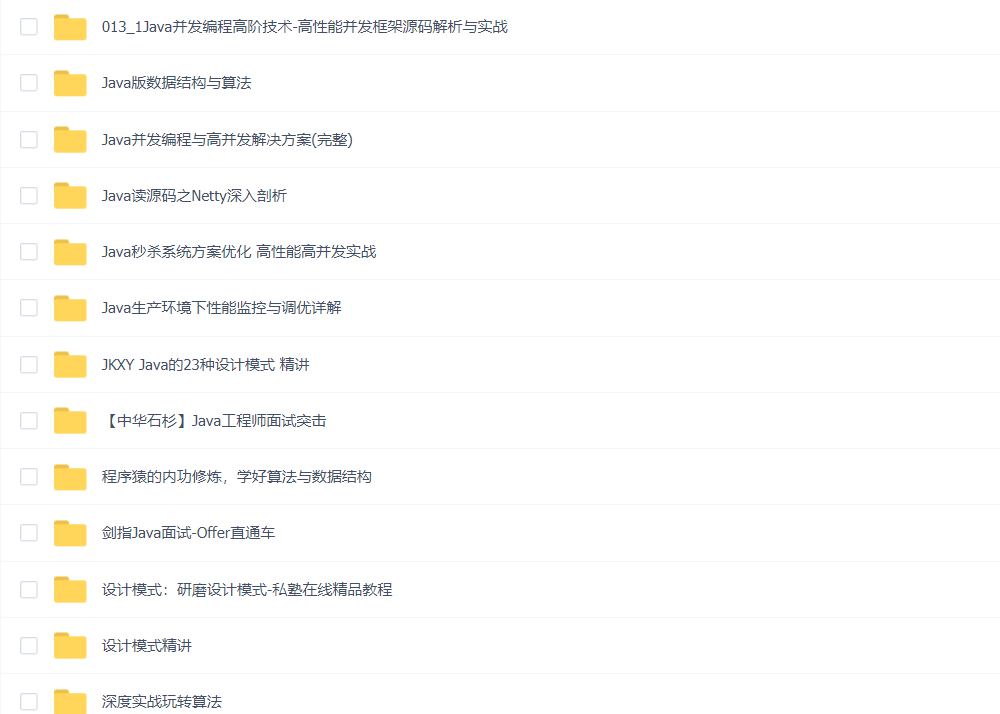 013_1Java并发编程高阶技术-高性能并发框架源码解析与实战
Java版数据结构与算法
Java并发编程与高并发解决方案(完整)
Java读源码之Netty深入剖析
Java秒杀系统方案优化 高性能高并发实战
Java生产环境下性能监控与调优详解
JKXY Java的23种设计模式 精讲
【中华石杉】Java工程师面试突击
程序猿的内功修炼，学好算法与数据结构
剑指Java面试-Offer直通车
设计模式：研磨设计模式-私塾在线精品教程
设计模式精讲
深度实战玩转算法